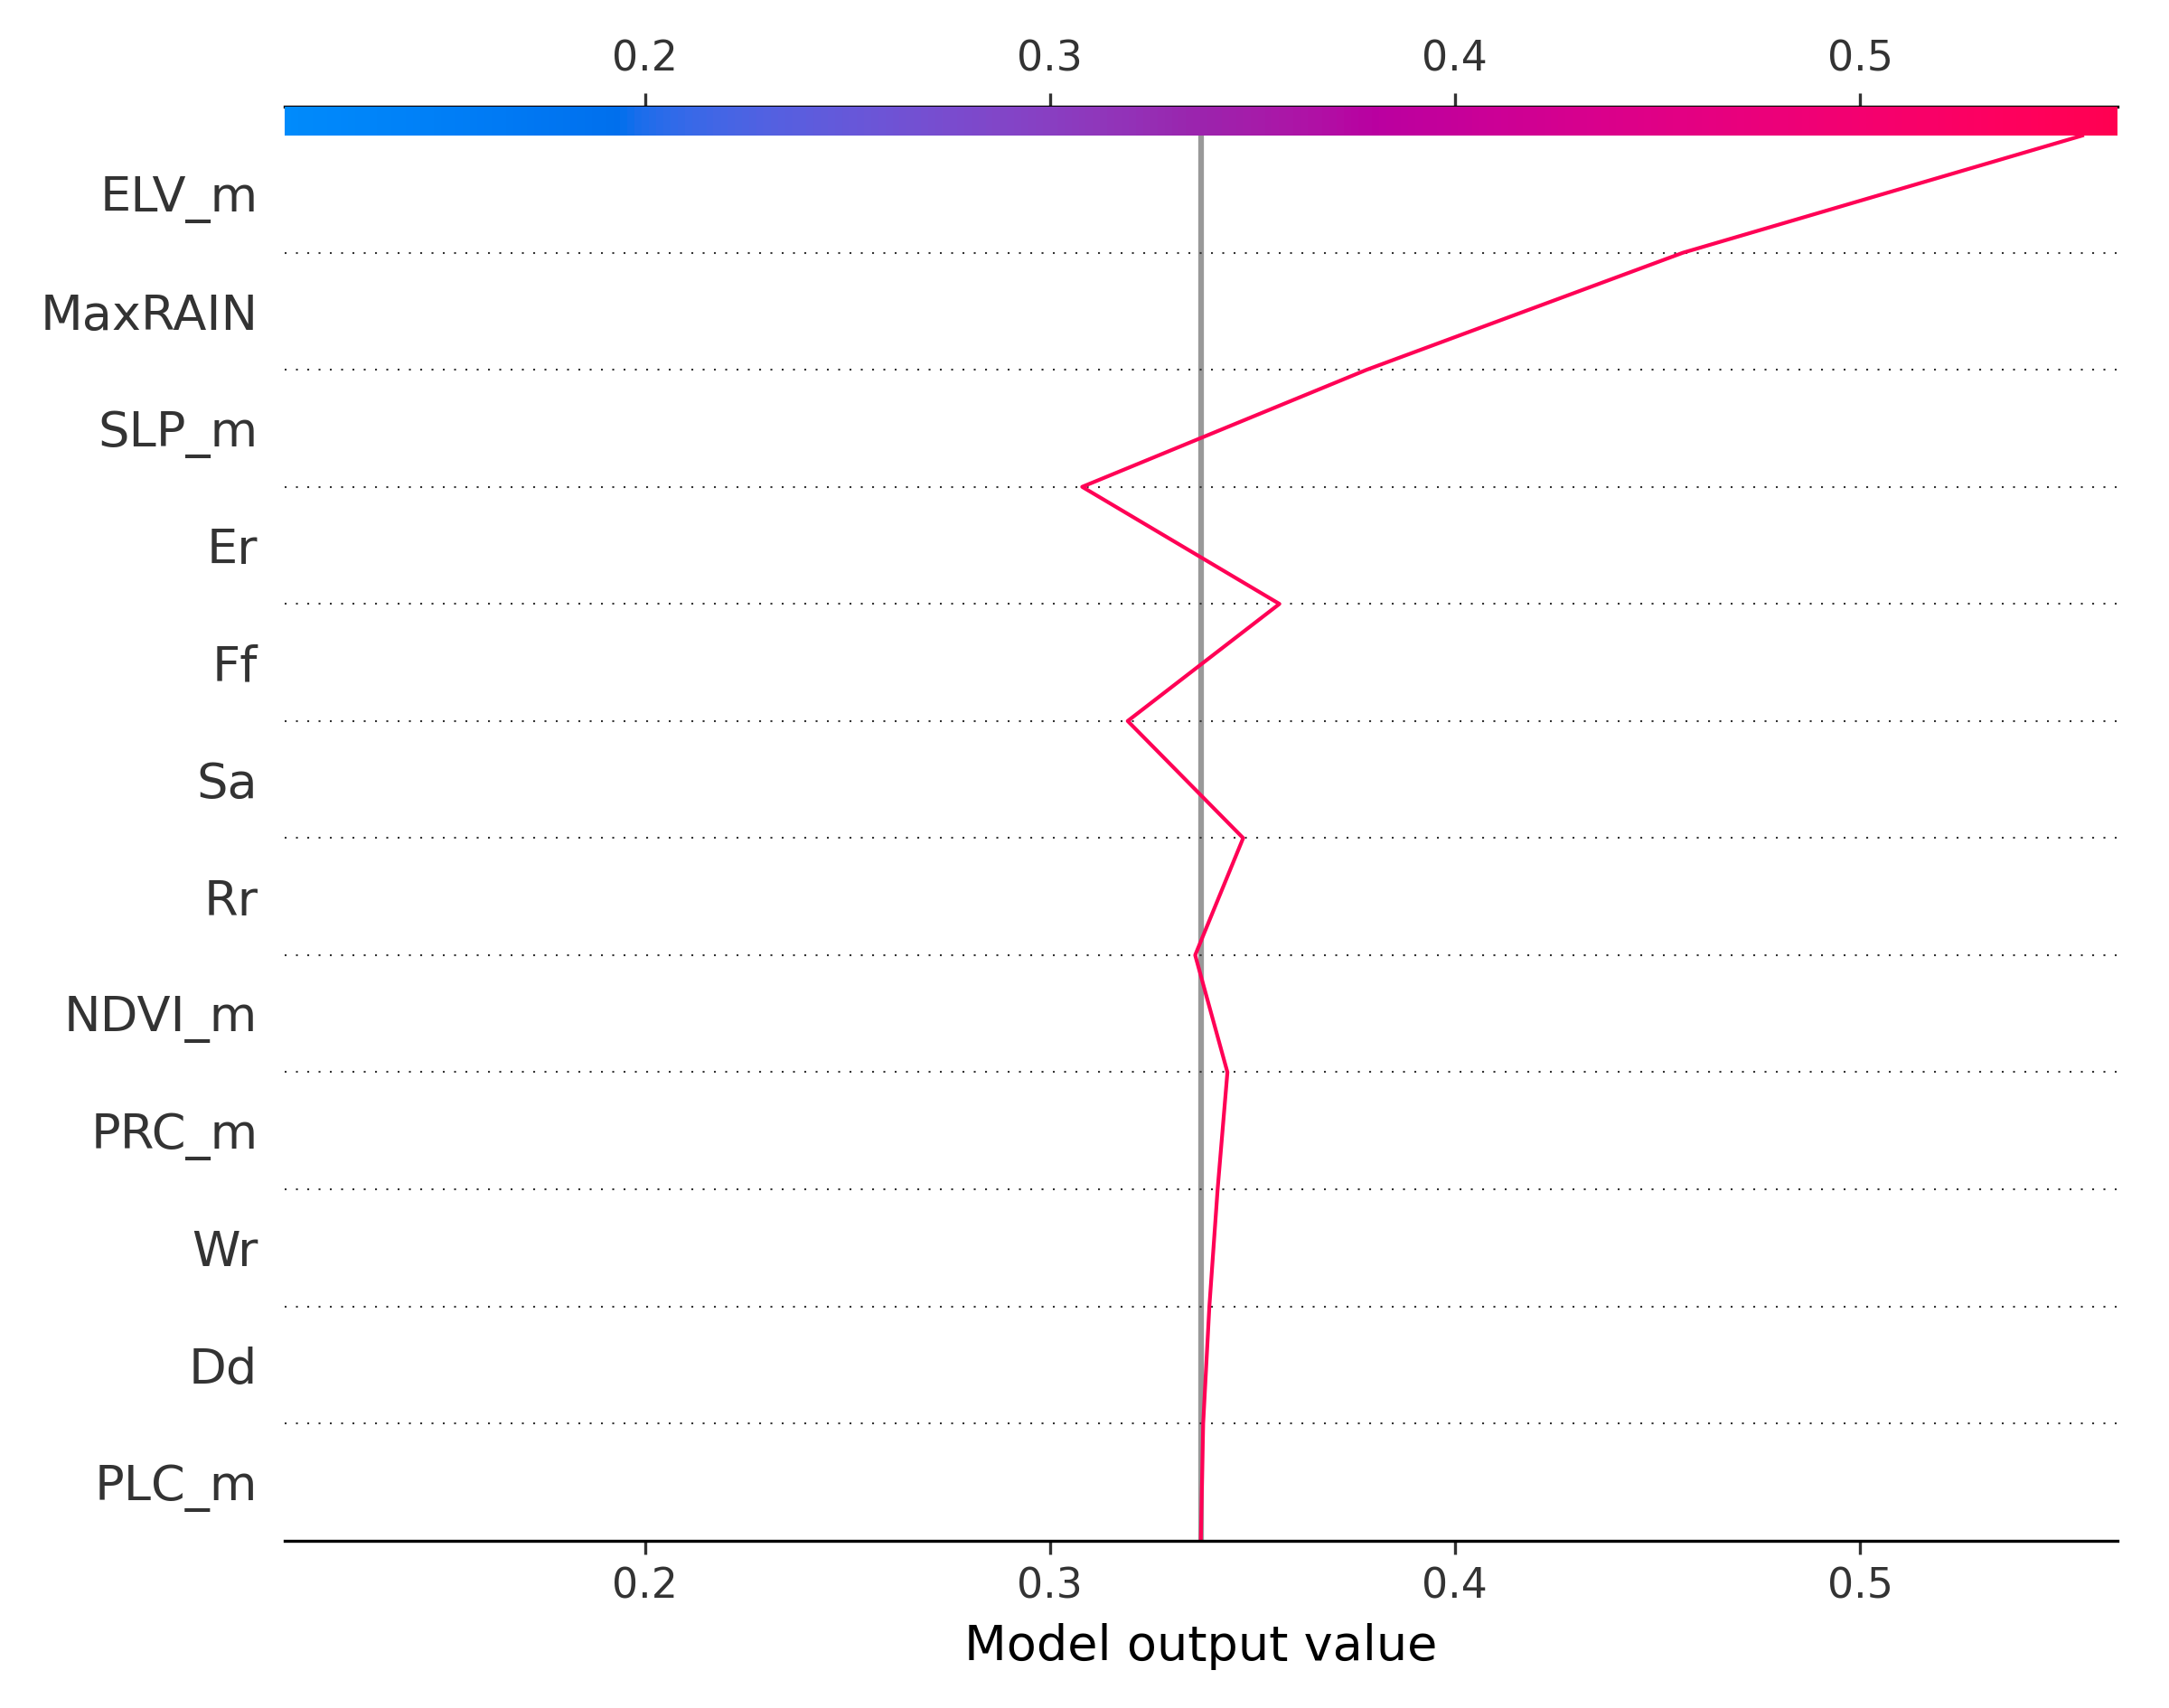 0.2 0.3 0.4 0.5
ELV_m
MaxRAIN
SLP_m
Er
Ff
Sa
Rr
NDVI_m
PRC_m
Wr
Dd
PLC_m
0.2 0.3 0.4 0.5
Model output value